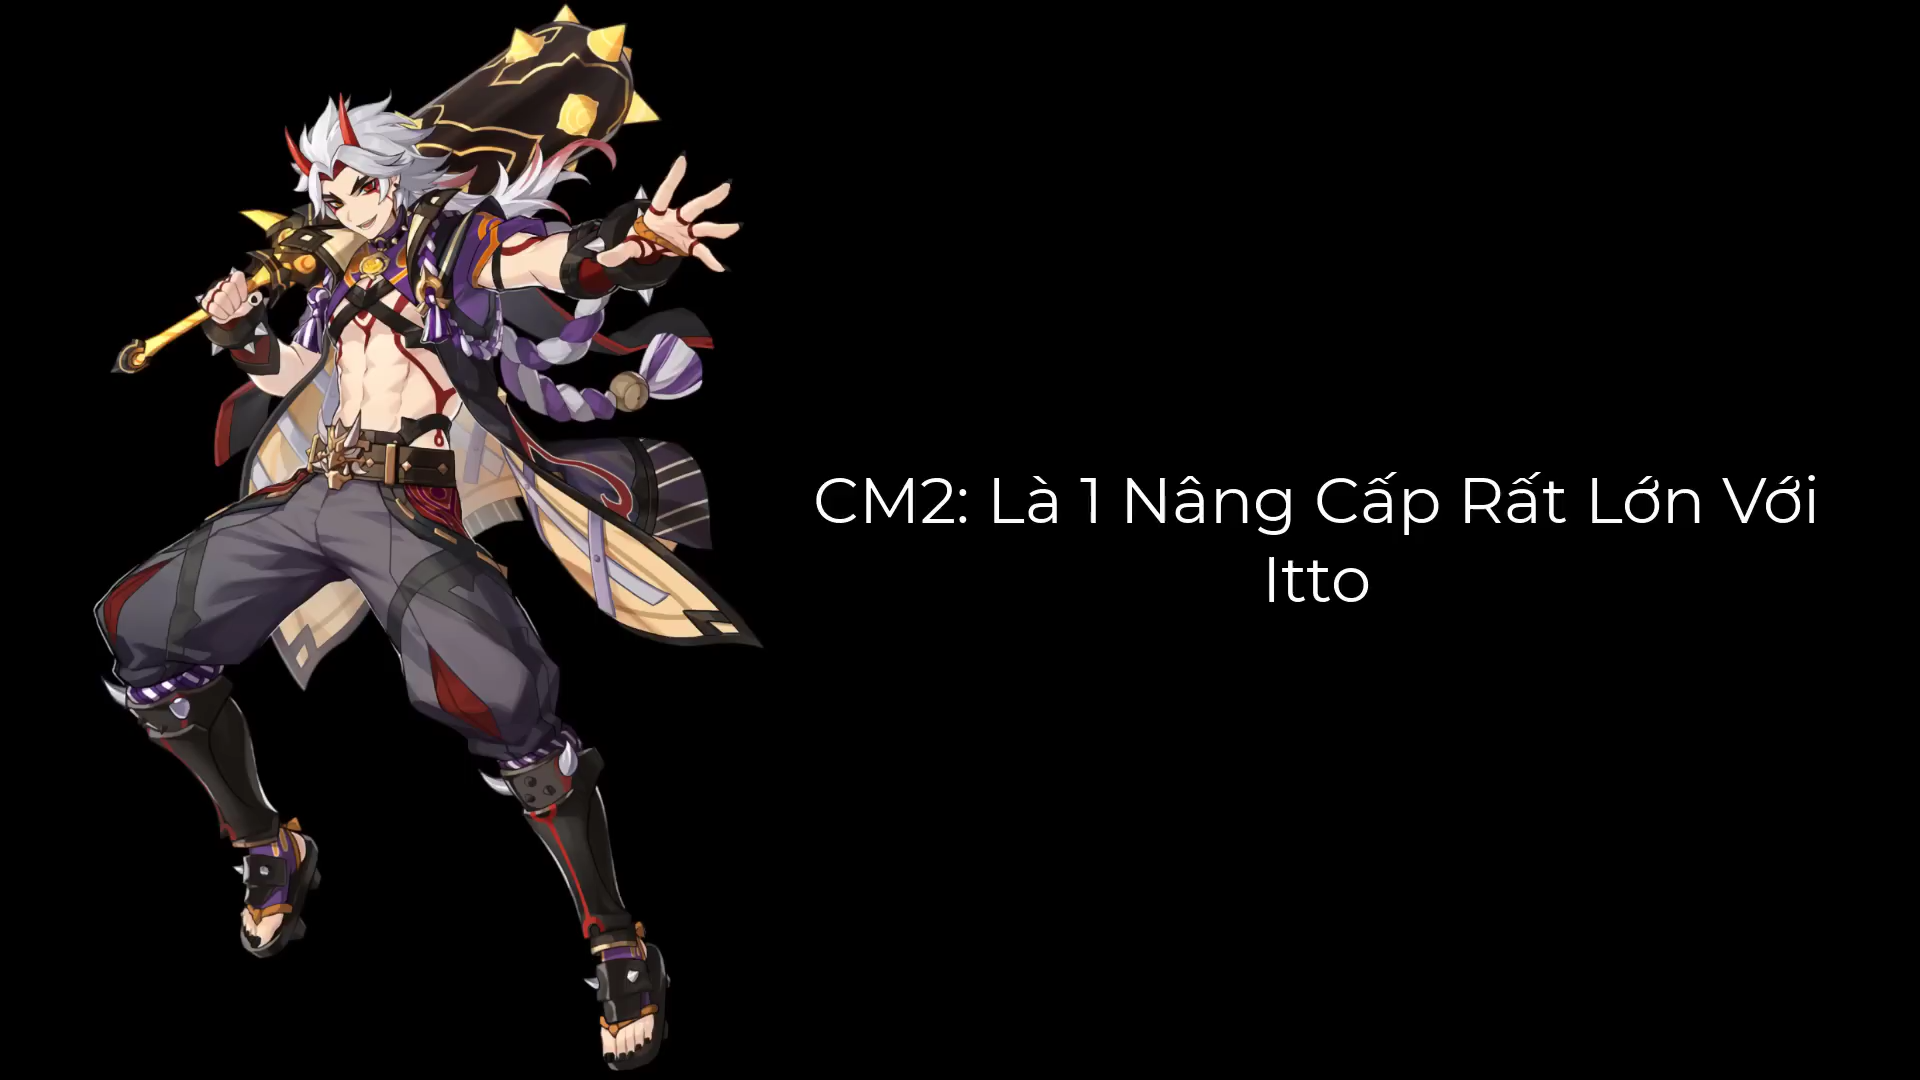 CM2: Là 1 Nâng Cấp Rất Lớn Với
Itto